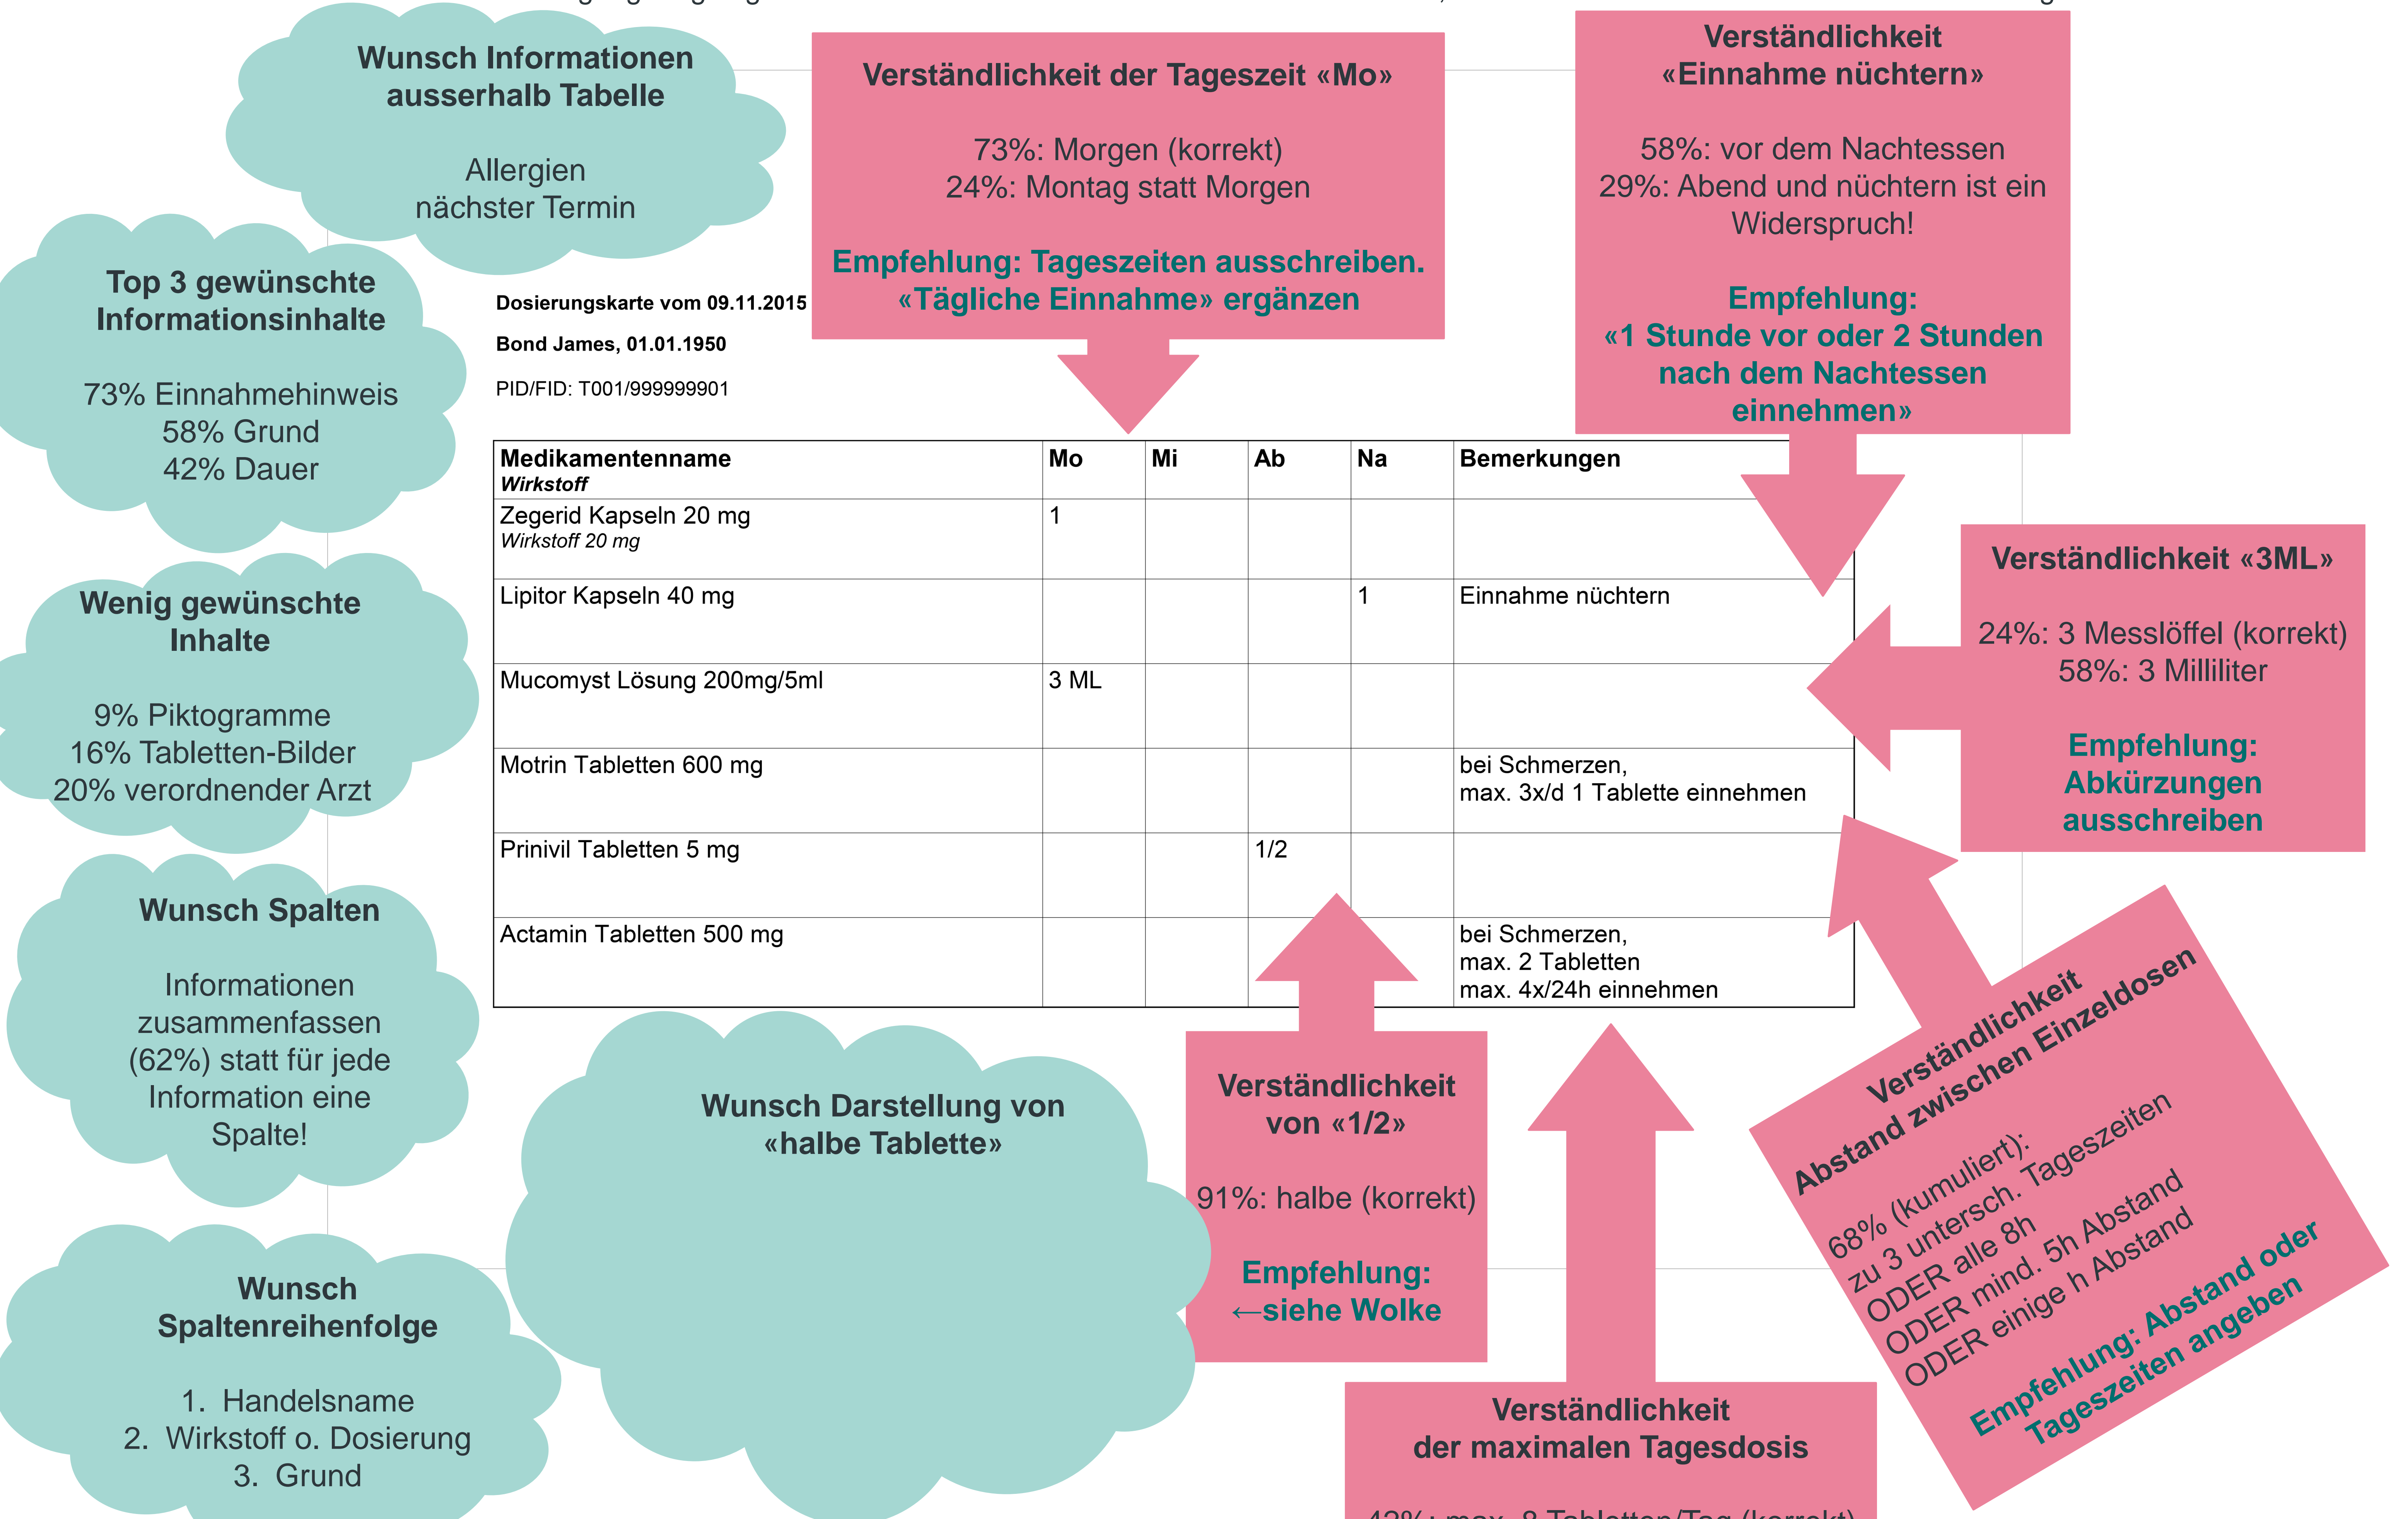 Wunsch Informationen
ausserhalb Tabelle
Allergien
nächster Termin
Verständlichkeit der Tageszeit «Mo»
73%: Morgen (korrekt)
24%: Montag statt Morgen
Empfehlung: Tageszeiten ausschreiben.
«Tägliche Einnahme» ergänzen
Verständlichkeit
«Einnahme nüchtern»
58%: vor dem Nachtessen
29%: Abend und nüchtern ist ein
Widerspruch!
Empfehlung:
«1 Stunde vor oder 2 Stunden
nach dem Nachtessen
einnehmen»
Top 3 gewünschte
Informationsinhalte
73% Einnahmehinweis
58% Grund
42% Dauer
Dosierungskarte vom 09.11.2015
Bond James, 01.01.1950
PID/FID: T001/999999901
Medikamentenname Mo Mi Ab Na Bemerkungen
Wirkstoff
Zegerid Kapseln 20 mg 1
Wirkstoff 20 mg
Lipitor Kapseln 40 mg 1 Einnahme nüchtern
Mucomyst Lösung 200mg/5ml 3 ML
Motrin Tabletten 600 mg bei Schmerzen,
max. 3x/d 1 Tablette einnehmen
Prinivil Tabletten 5 mg 1/2
Actamin Tabletten 500 mg bei Schmerzen,
max. 2 Tabletten
max. 4x/24h einnehmen
Verständlichkeit «3ML»
24%: 3 Messlöffel (korrekt)
58%: 3 Milliliter
Empfehlung:
Abkürzungen
ausschreiben
Wenig gewünschte
Inhalte
9% Piktogramme
16% Tabletten-Bilder
20% verordnender Arzt
Wunsch Spalten
Informationen
zusammenfassen
(62%) statt für jede
Information eine
Spalte!
Wunsch Darstellung von
«halbe Tablette»
Verständlichkeit
von «1/2»
91%: halbe (korrekt)
Empfehlung:
←siehe Wolke
Verständlichkeit
Abstand zwischen Einzeldosen
68% (kumuliert):
zu 3 untersch. Tageszeiten
ODER alle 8h
ODER mind. 5h Abstand
ODER einige h Abstand
Empfehlung: Abstand oder
Tageszeiten angeben
Wunsch
Spaltenreihenfolge
1. Handelsname
2. Wirkstoff o. Dosierung
3. Grund
Verständlichkeit
der maximalen Tagesdosis
42%: max. 8 Tabletten/Tag (korrekt)